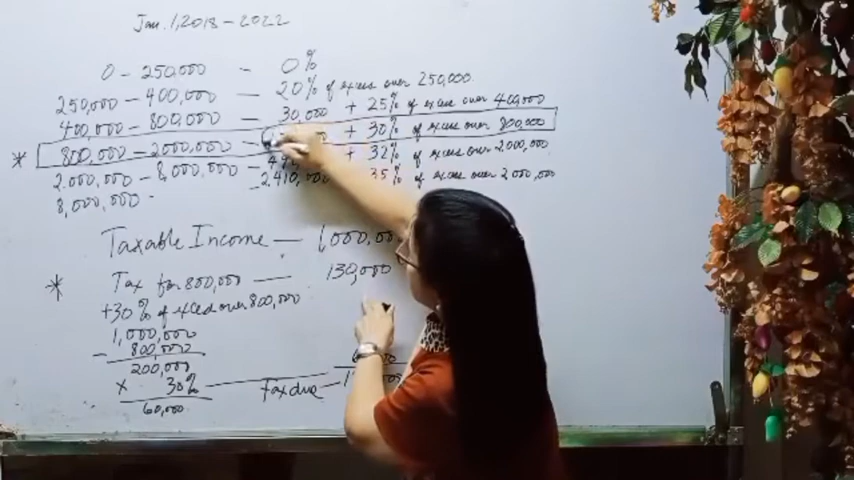 Jan. 1, 2018 - 2022
0 - 250,000 - 0%
250,000 - 400,000 - 20% of excess over 250,000
400,000 - 800,000 - 30,000 + 25% of excess over 400,000
* 800,000 - 2,000,000 - + 30% of excess over 800,000
2,000,000 - 8,000,000 - + 32% of excess over 2,000,000
8,000,000 - - 2,410,000 35% of excess over 2,000,000
Taxable Income - 1,000,00
* Tax for 800,000 - 130,000
+30% of excess over 800,000
1,000,000
- 800,000
200,000
x 30%
60,000
Tax due -